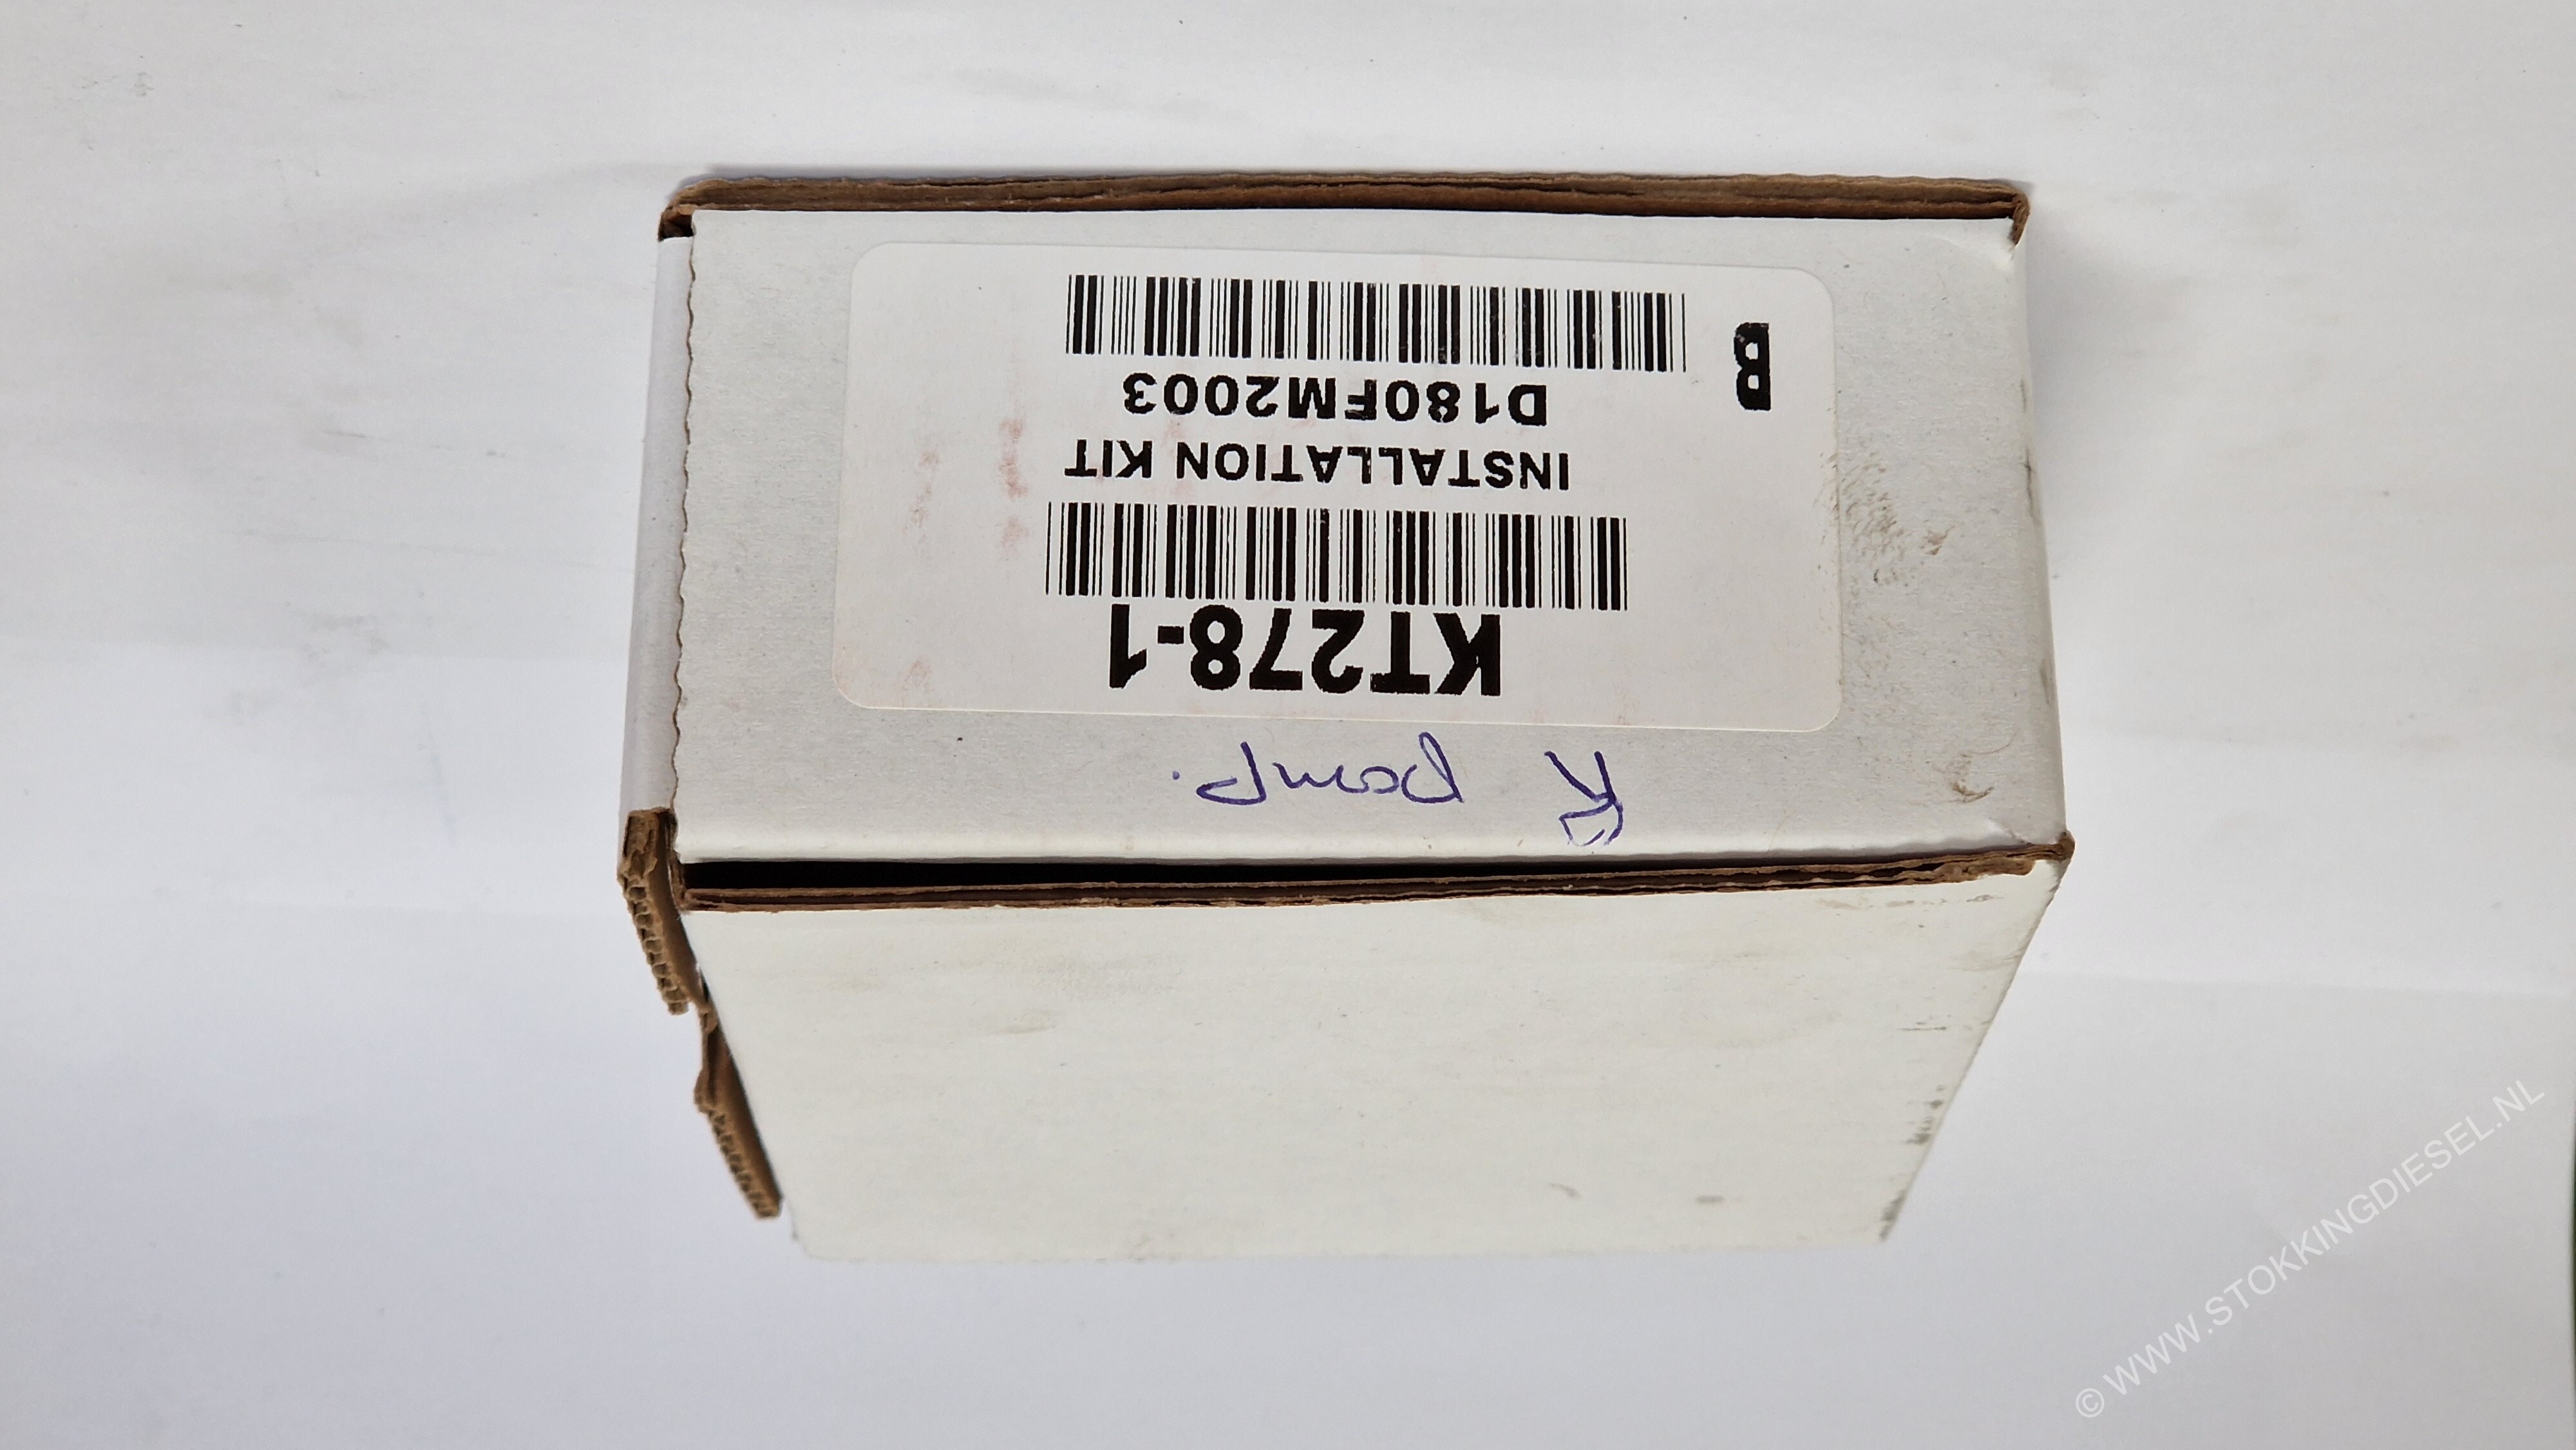 R pomp.
KT278-1
INSTALLATION KIT
D180FM2003
B
© WWW.STOKKINGDIESEL.NL